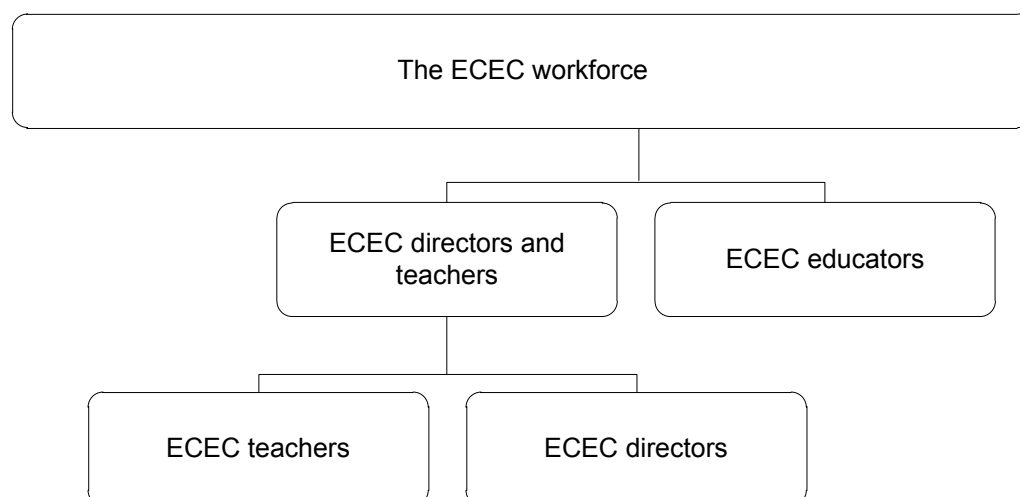 The ECEC workforce
ECEC directors and
teachers
ECEC educators
ECEC teachers
ECEC directors